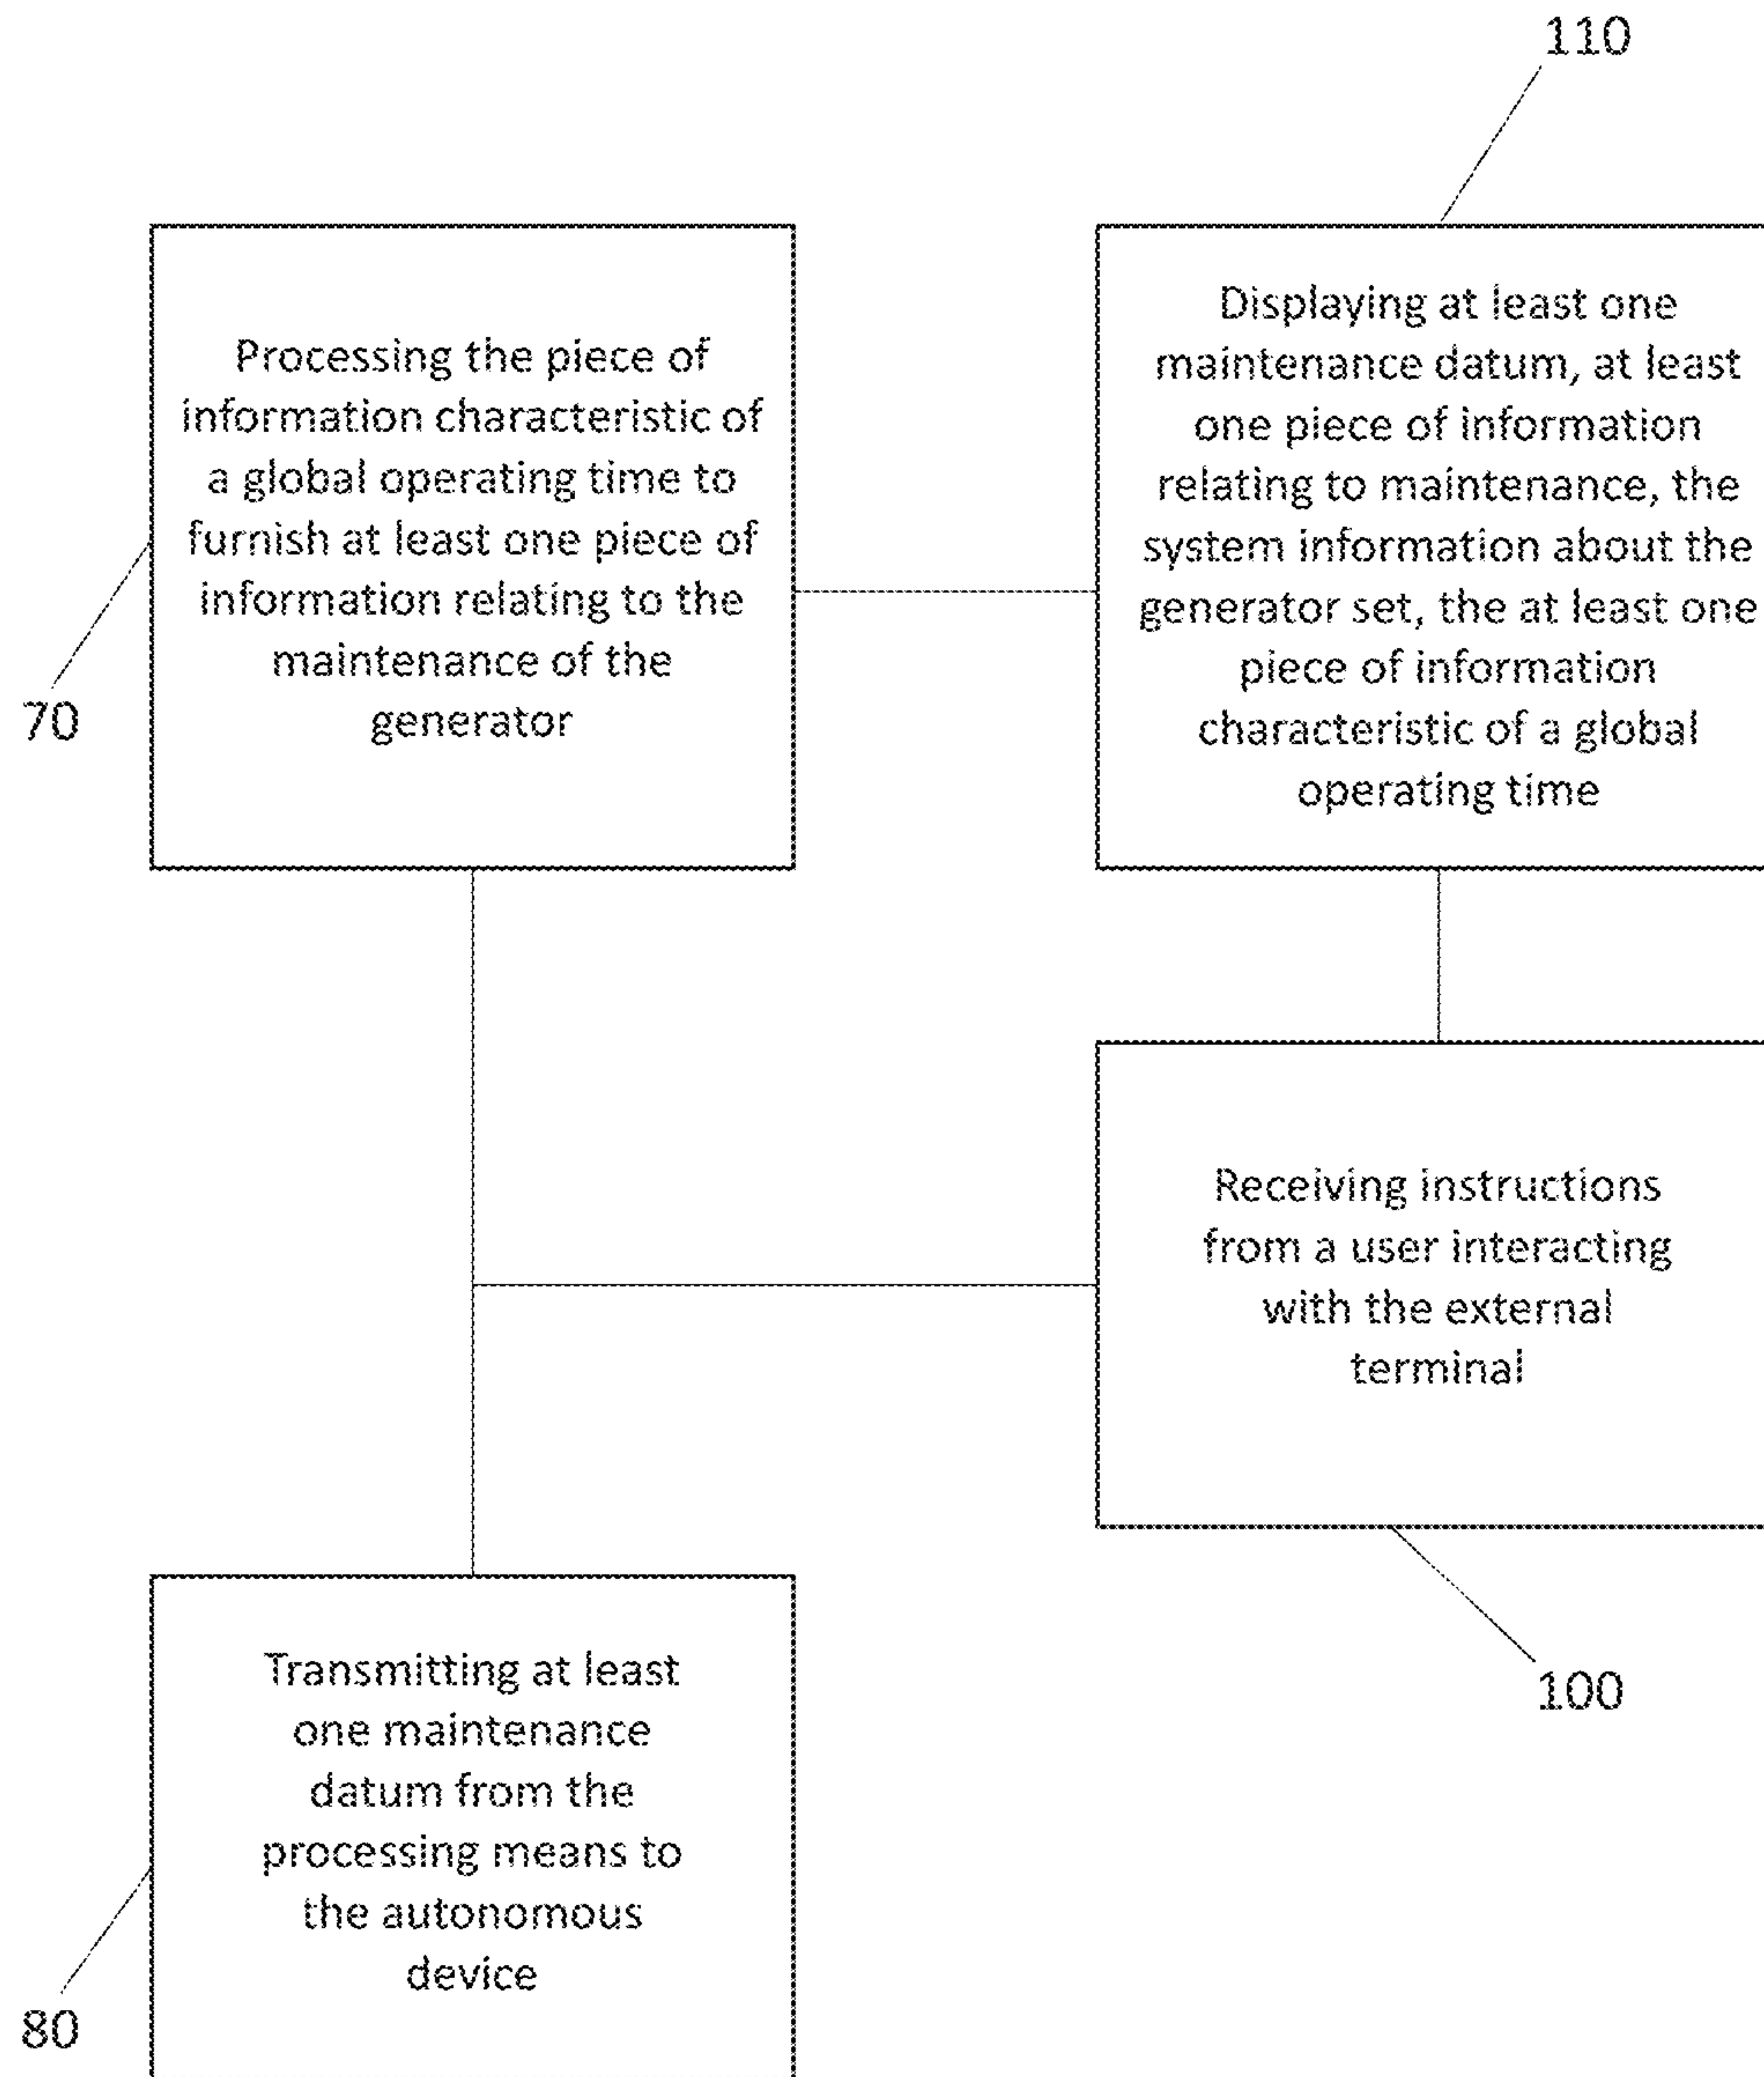 110
Processing the piece of
information characteristic of
a global operating time to
furnish at least one piece of
information relating to the
maintenance of the
generator
70
Displaying at least one
maintenance datum, at least
one piece of information
relating to maintenance, the
system information about the
generator set, the at least one
piece of information
characteristic of a global
operating time
Receiving instructions
from a user interacting
with the external
terminal
100
Transmitting at least
one maintenance
datum from the
processing means to
the autonomous
device
80